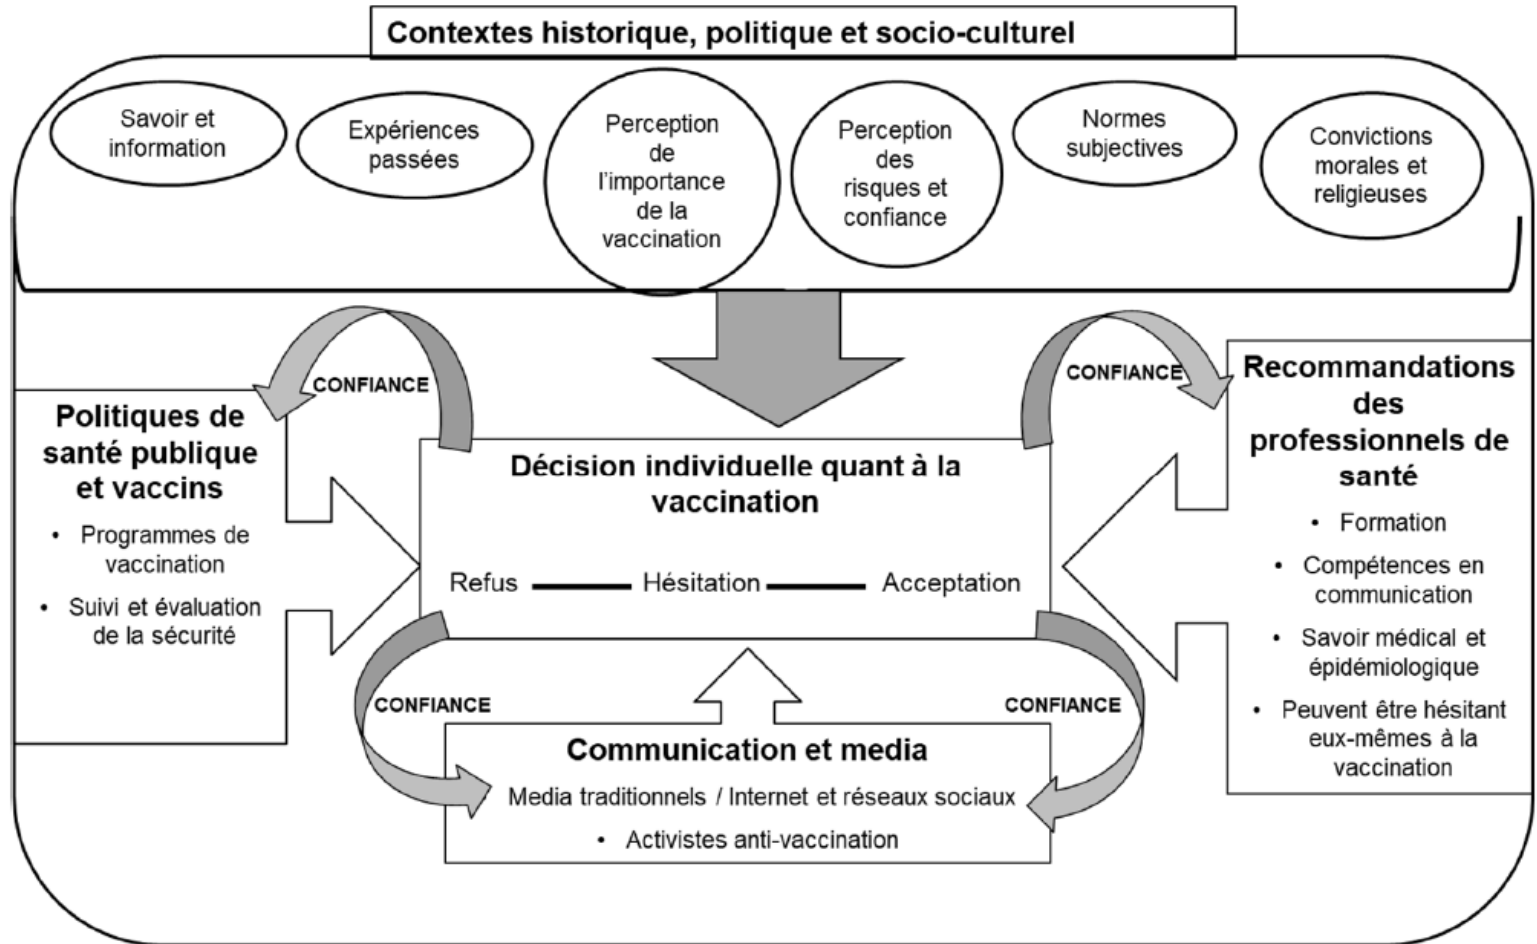 Contextes historique, politique et socio-culturel
Savoir et
information
Expériences
passées
Perception
de
l'importance
de la
vaccination
Perception
des
risques et
confiance
Normes
subjectives
Convictions
morales et
religieuses
CONFIANCE
CONFIANCE
Politiques de
santé publique
et vaccins
• Programmes de
vaccination
• Suivi et évaluation
de la sécurité
Décision individuelle quant à la
vaccination
Refus
Hésitation
Acceptation
Recommandations
des
professionnels de
santé
• Formation
• Compétences en
communication
• Savoir médical et
épidémiologique
• Peuvent être hésitant
eux-mêmes à la
vaccination
CONFIANCE
CONFIANCE
Communication et media
Media traditionnels / Internet et réseaux sociaux
• Activistes anti-vaccination